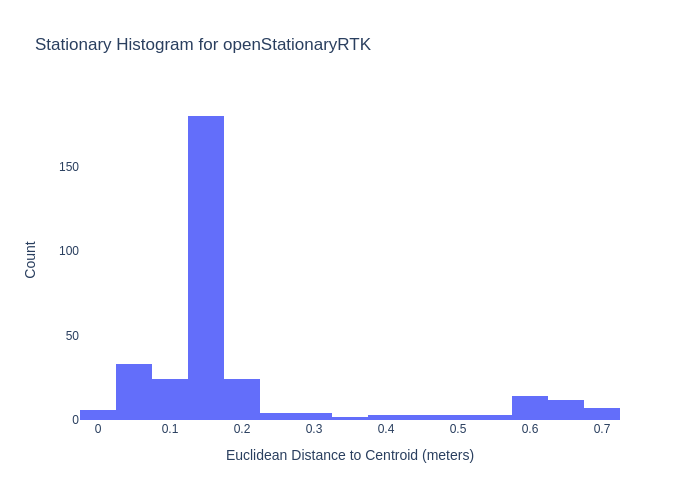 Stationary Histogram for openStationaryRTK
150
100
50
0
Count
0 0.1 0.2 0.3 0.4 0.5 0.6 0.7
Euclidean Distance to Centroid (meters)